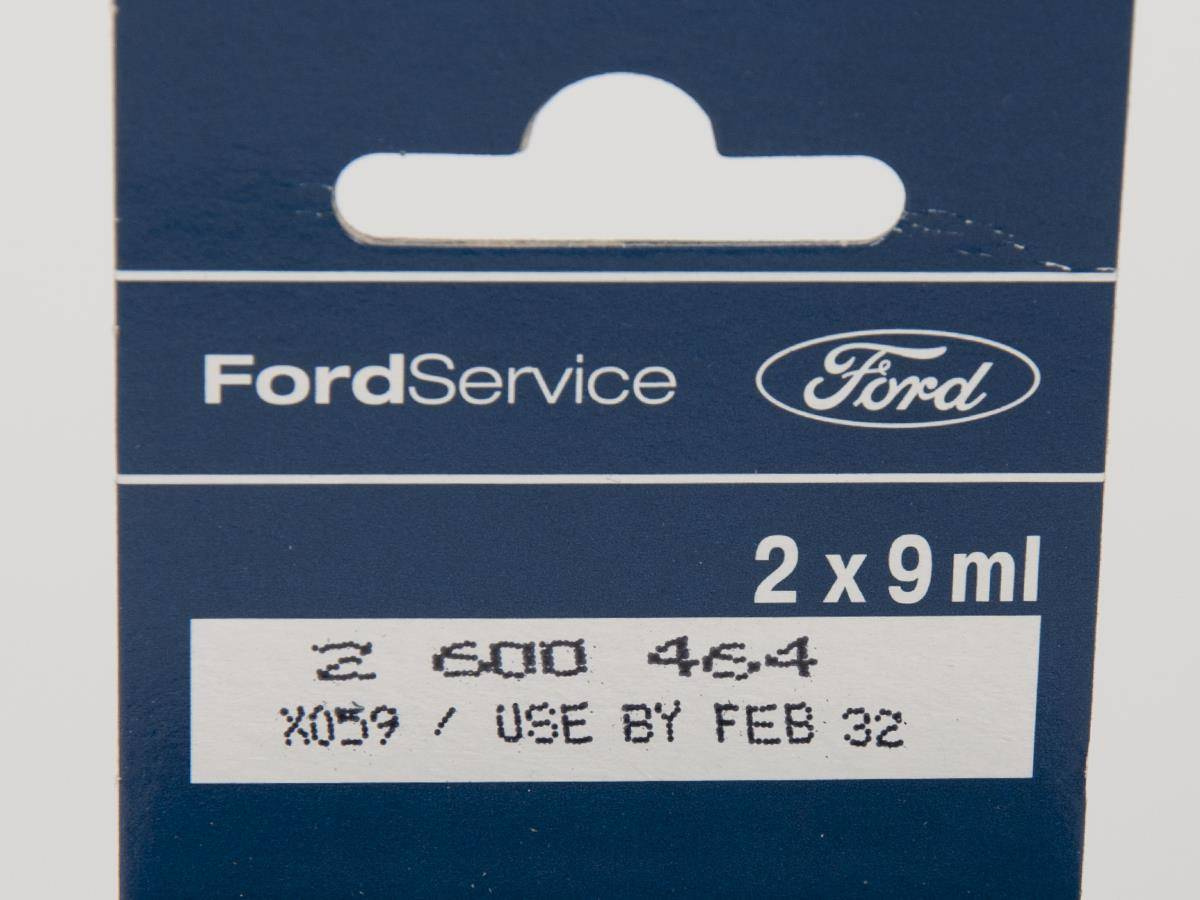 FordService Ford
2 x 9 ml
2 600 464
X059 / USE BY FEB 32